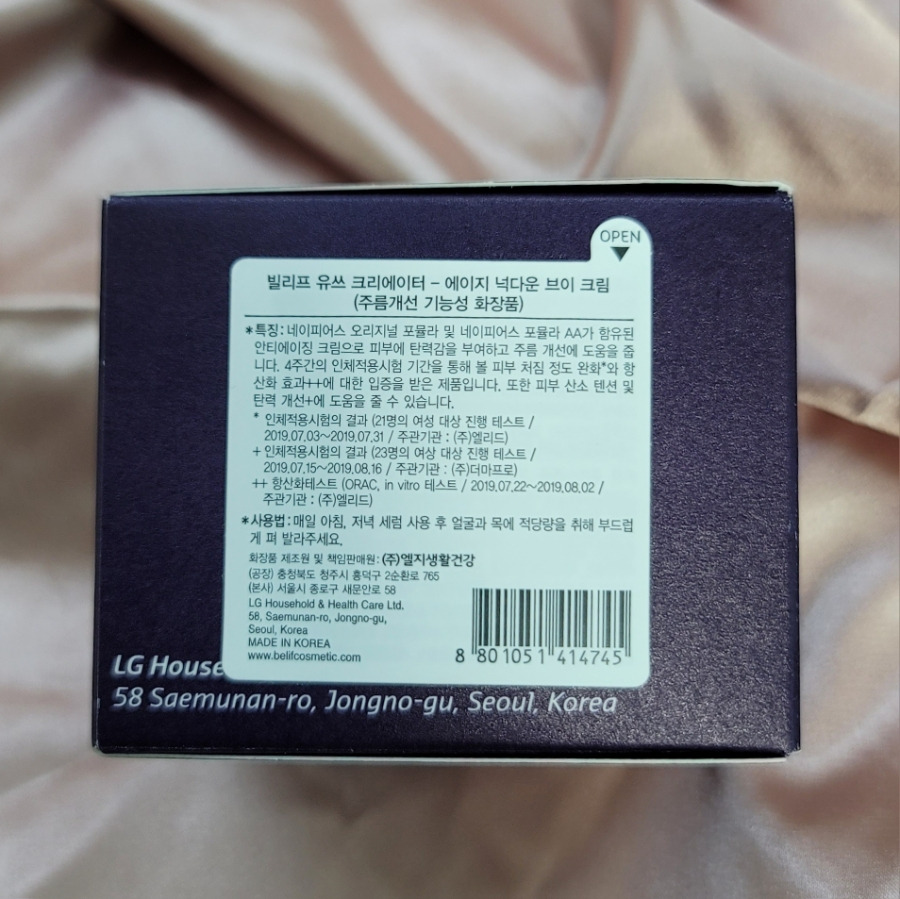 OPEN
빌리프 유쓰 크리에이터 - 에이지 넉다운 브이 크림
(주름개선 기능성 화장품)
*특징: 네이피어스 오리지널 포뮬라 및 네이피어스 포뮬라 AA가 함유된
안티에이징 크림으로 피부에 탄력감을 부여하고 주름 개선에 도움을 줍
니다. 4주간의 인체적용시험 기간을 통해 볼 피부 처짐 정도 완화*와 항
산화 효과++에 대한 입증을 받은 제품입니다. 또한 피부 산소 텐션 및
탄력 개선+에 도움을 줄 수 있습니다.
* 인체적용시험의 결과 (21명의 여성 대상 진행 테스트 /
2019.07.03~2019.07.31 / 주관기관 : (주)엘리드)
+ 인체적용시험의 결과 (23명의 여상 대상 진행 테스트 /
2019.07.15~2019.08.16 / 주관기관 : (주)더마프로)
++ 항산화테스트 (ORAC, in vitro 테스트 / 2019.07.22~2019.08.02 /
주관기관 : (주)엘리드)
*사용법: 매일 아침, 저녁 세럼 사용 후 얼굴과 목에 적당량을 취해 부드럽
게 펴 발라주세요.
화장품 제조원 및 책임판매원: (주)엘지생활건강
(공장) 충청북도 청주시 흥덕구 2순환로 765
(본사) 서울시 종로구 새문안로 58
LG Household & Health Care Ltd.
58, Saemunan-ro, Jongno-gu,
Seoul, Korea
MADE IN KOREA
www.belifcosmetic.com
8 801051 414745
LG House
58 Saemunan-ro, Jongno-gu, Seoul, Korea